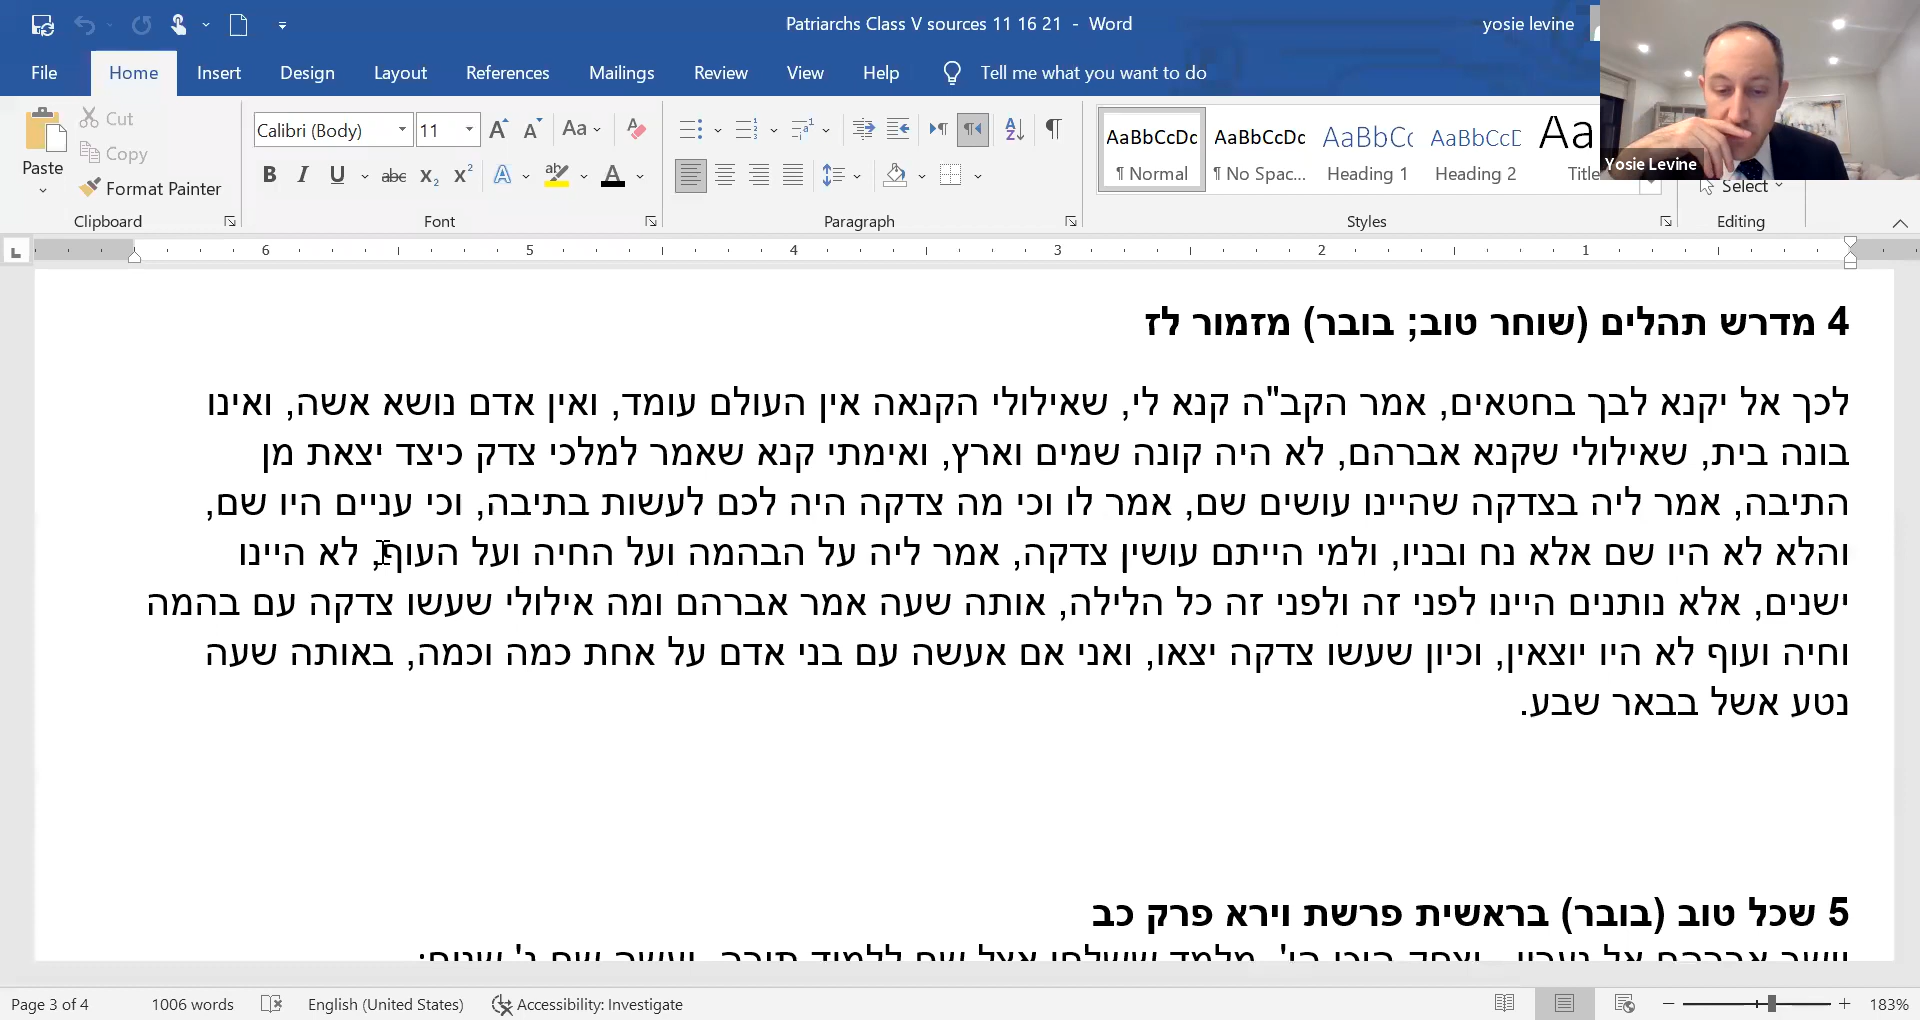 Patriarchs Class V sources 11 16 21 - Word
yosie levine
File Home Insert Design Layout References Mailings Review View Help Tell me what you want to do
Paste
Cut
Copy
Format Painter
Clipboard
Calibri (Body) 11
Font
Paragraph
AaBbCcDc ¶ Normal
AaBbCcDc ¶ No Spac...
AaBbCc Heading 1
AaBbCcD Heading 2
Aa Title
Styles
Select
Editing
Yosie Levine
6 5 4 3 2 1
4 מדרש תהלים (שוחר טוב; בובר) מזמור לז
לכך אל יקנא לבך בחטאים, אמר הקב"ה קנא לי, שאילולי הקנאה אין העולם עומד, ואין אדם נושא אשה, ואינו
בונה בית, שאילולי שקנא אברהם, לא היה קונה שמים וארץ, ואימתי קנא שאמר למלכי צדק כיצד יצאת מן
התיבה, אמר ליה בצדקה שהיינו עושים שם, אמר לו וכי מה צדקה היה לכם לעשות בתיבה, וכי עניים היו שם,
והלא לא היו שם אלא נח ובניו, ולמי הייתם עושין צדקה, אמר ליה על הבהמה ועל החיה ועל העוף, לא היינו
ישנים, אלא נותנים היינו לפני זה ולפני זה כל הלילה, אותה שעה אמר אברהם ומה אילולי שעשו צדקה עם בהמה
וחיה ועוף לא היו יוצאין, וכיון שעשו צדקה יצאו, ואני אם אעשה עם בני אדם על אחת כמה וכמה, באותה שעה
נטע אשל בבאר שבע.
5 שכל טוב (בובר) בראשית פרשת וירא פרק כב
Page 3 of 4 1006 words English (United States) Accessibility: Investigate 183%